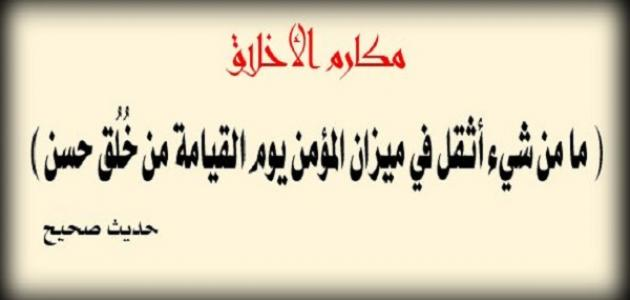 مكارم الأخلاق
( ما من شيء أثقل في ميزان المؤمن يوم القيامة من خُلُق حسن )
حديث صحيح